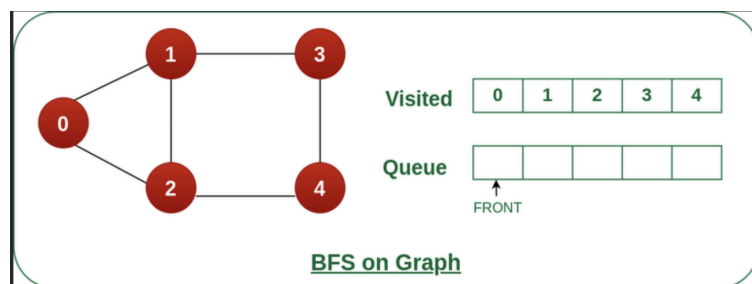 1 3
Visited 0 1 2 3 4
0
Queue
2 4
FRONT
BFS on Graph